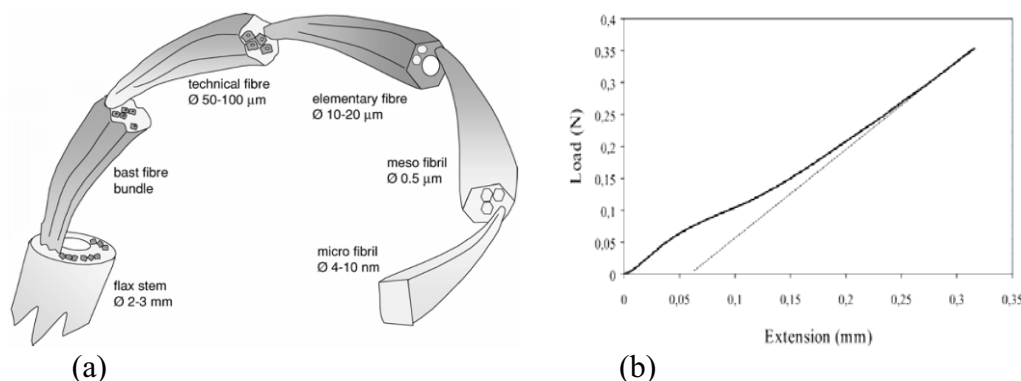 technical fibre
Ø 50-100 μm
elementary fibre
Ø 10-20 μm
bast fibre
bundle
meso fibril
Ø 0.5 μm
micro fibril
Ø 4-10 nm
flax stem
Ø 2-3 mm
(a)
Load (N)
0,4
0,35
0,3
0,25
0,2
0,15
0,1
0,05
0
0
0,05
0,1
0,15
0,2
0,25
0,3
0,35
Extension (mm)
(b)